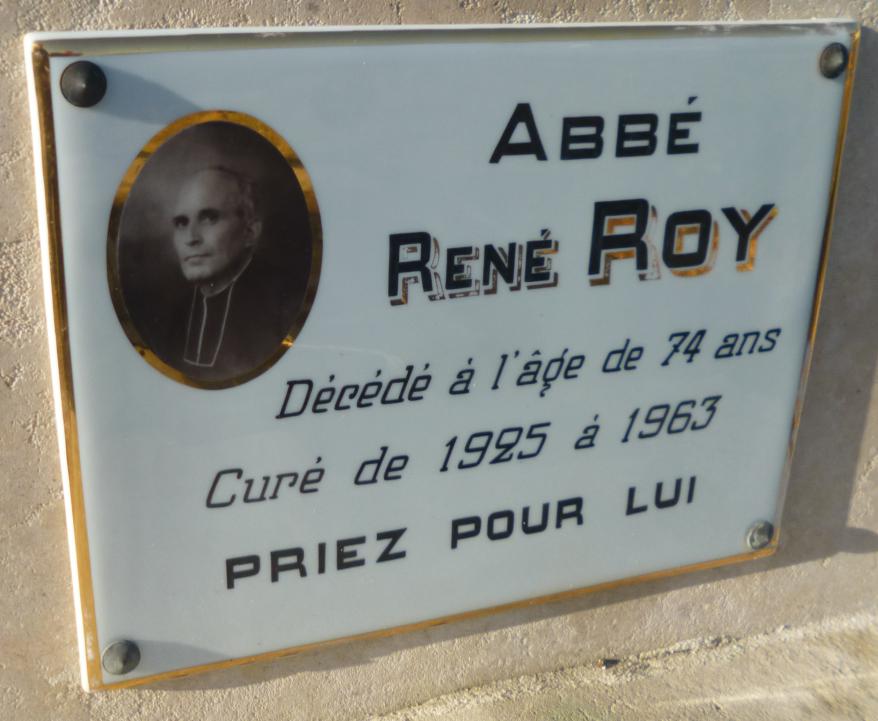 ABBÉ
RENÉ ROY
Décédé á l'âge de 74 ans
Curé de 1925 á 1963
PRIEZ POUR LUI